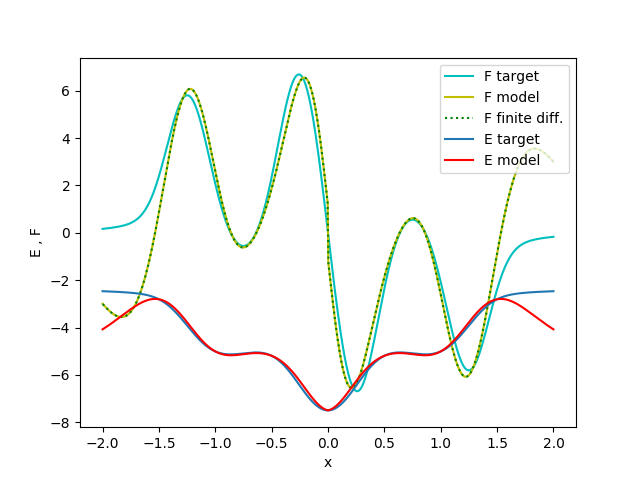 F target
F model
F finite diff.
E target
E model
6
4
2
0
−2
−4
−6
−8
E , F
−2.0 −1.5 −1.0 −0.5 0.0 0.5 1.0 1.5 2.0
x